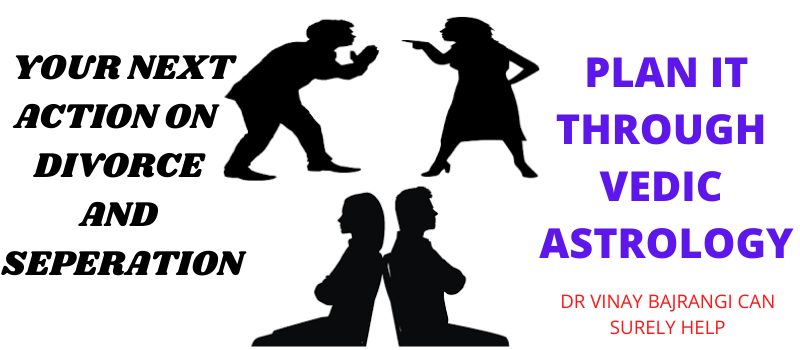 YOUR NEXT
ACTION ON
DIVORCE
AND
SEPERATION
PLAN IT
THROUGH
VEDIC
ASTROLOGY
DR VINAY BAJRANGI CAN
SURELY HELP